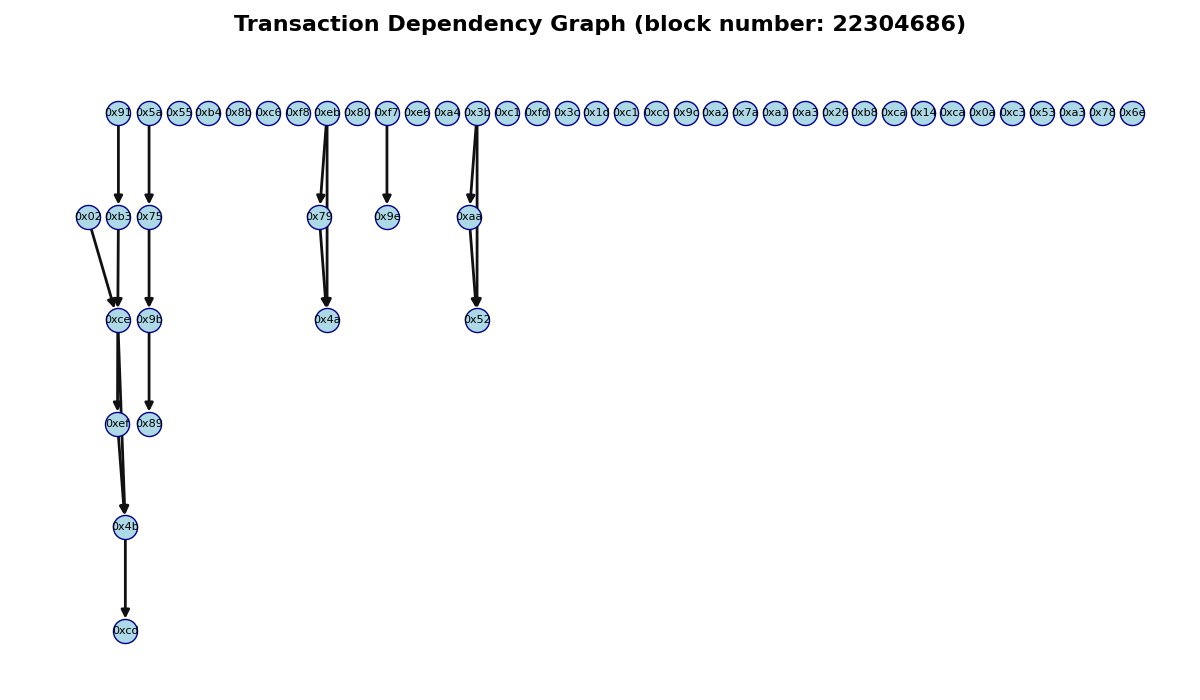 Transaction Dependency Graph (block number: 22304686)
0x91 0x5a 0x55 0xb4 0x8b 0xc6 0xf8 0xeb 0x80 0xf7 0xe6 0xa4 0x3b 0xc1 0xfd 0x3c 0x1d 0xc1 0xcc 0x9c 0xa2 0x7a 0xa1 0xa3 0x26 0xb8 0xca 0x14 0xca 0x0a 0xc3 0x53 0xa3 0x78 0x6e
0x02 0xb3 0x75 0x79 0x9e 0xaa
0xce 0x9b 0x4a 0x52
0xef 0x89
0x4b
0xcd